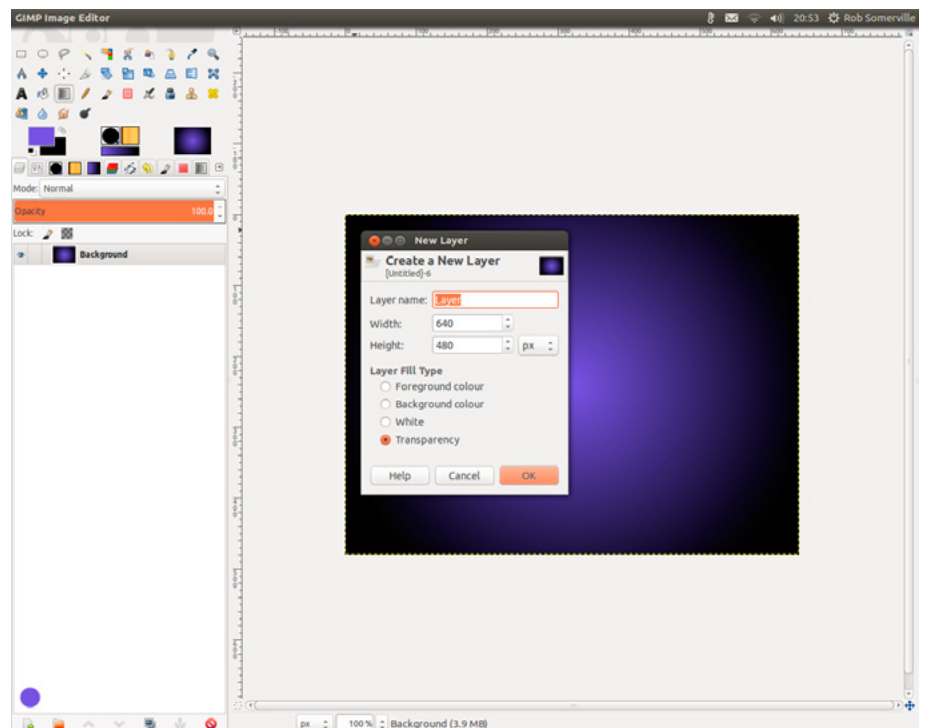 GIMP Image Editor
20:53 Rob Somerville
Mode: Normal
Opacity 100.0
Lock:
Background
New Layer
Create a New Layer
[Untitled]-6
Layer name: Layer
Width: 640
Height: 480 px
Layer Fill Type
Foreground colour
Background colour
White
Transparency
Help Cancel OK
px 100 % Background (3.9 MB)